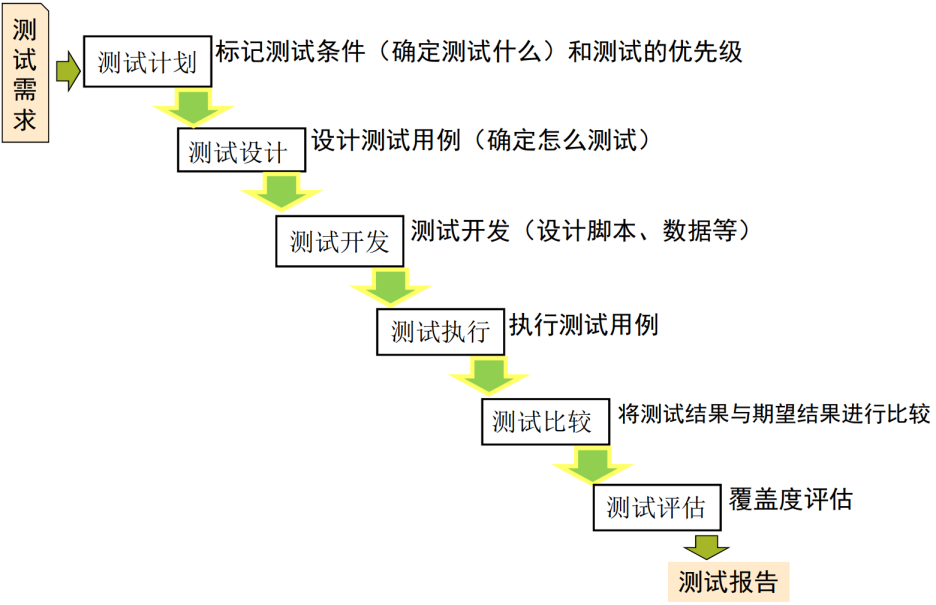 测试需求
测试计划
标记测试条件（确定测试什么）和测试的优先级
测试设计
设计测试用例（确定怎么测试）
测试开发
测试开发（设计脚本、数据等）
测试执行
执行测试用例
测试比较
将测试结果与期望结果进行比较
测试评估
覆盖度评估
测试报告